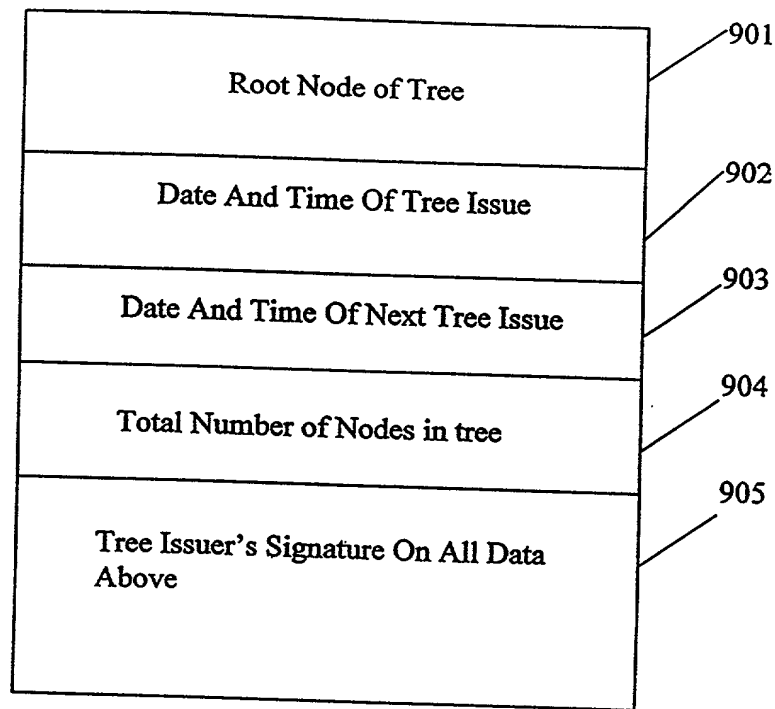 901
Root Node of Tree
902
Date And Time Of Tree Issue
903
Date And Time Of Next Tree Issue
904
Total Number of Nodes in tree
905
Tree Issuer's Signature On All Data
Above